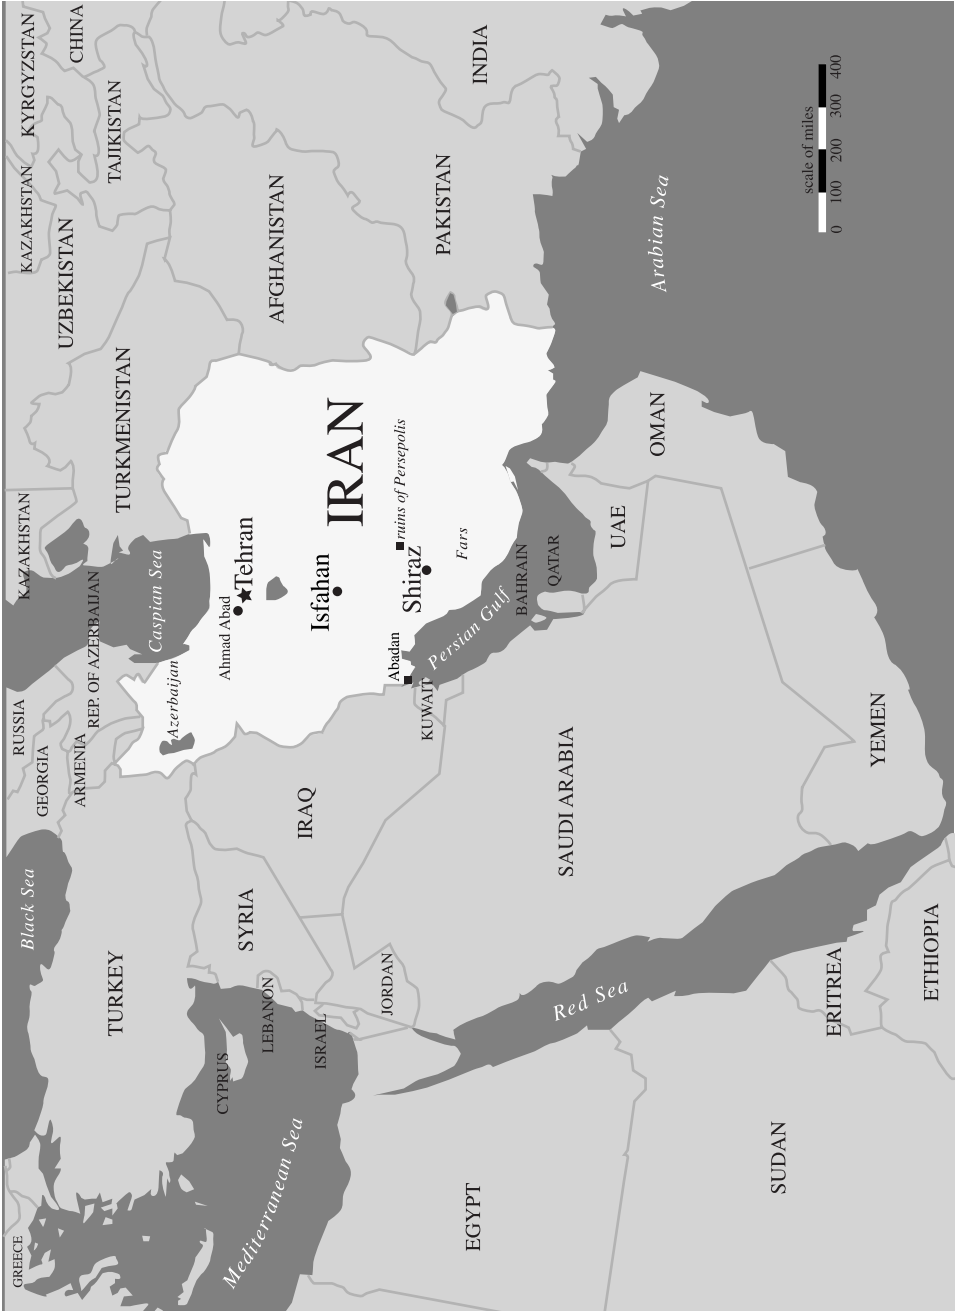 GREECE
Black Sea
RUSSIA
GEORGIA
ARMENIA
REP. OF AZERBAIJAN
KAZAKHSTAN
KAZAKHSTAN
KYRGYZSTAN
CHINA
UZBEKISTAN
TAJIKISTAN
TURKMENISTAN
TURKEY
Caspian Sea
Azerbaijan
CYPRUS
LEBANON
SYRIA
Ahmad Abad
Tehran
AFGHANISTAN
ISRAEL
IRAQ
Isfahan
IRAN
Mediterranean Sea
JORDAN
Abadan
Shiraz
ruins of Persepolis
PAKISTAN
INDIA
KUWAIT
Persian Gulf
Fars
EGYPT
BAHRAIN
QATAR
SAUDI ARABIA
Red Sea
UAE
OMAN
Arabian Sea
SUDAN
ERITREA
YEMEN
ETHIOPIA
scale of miles
0 100 200 300 400